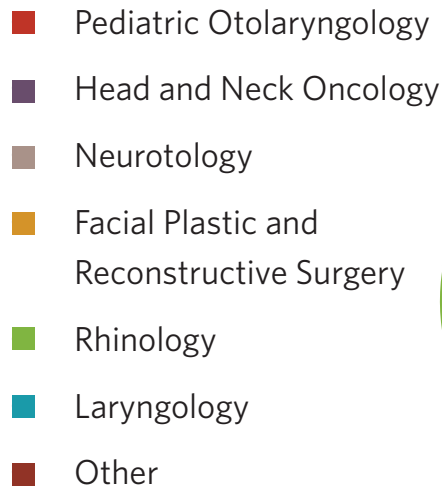 Pediatric Otolaryngology
Head and Neck Oncology
Neurotology
Facial Plastic and
Reconstructive Surgery
Rhinology
Laryngology
Other